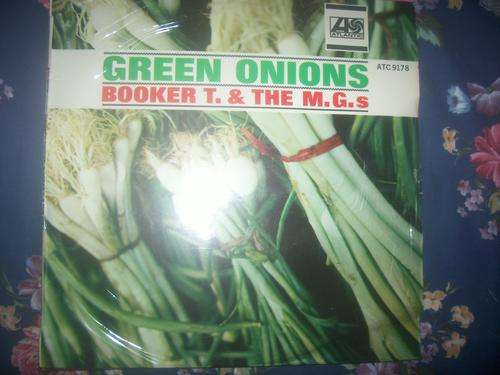 ATLANTIC
ATC 9178
GREEN ONIONS
BOOKER T. & THE M.G.s